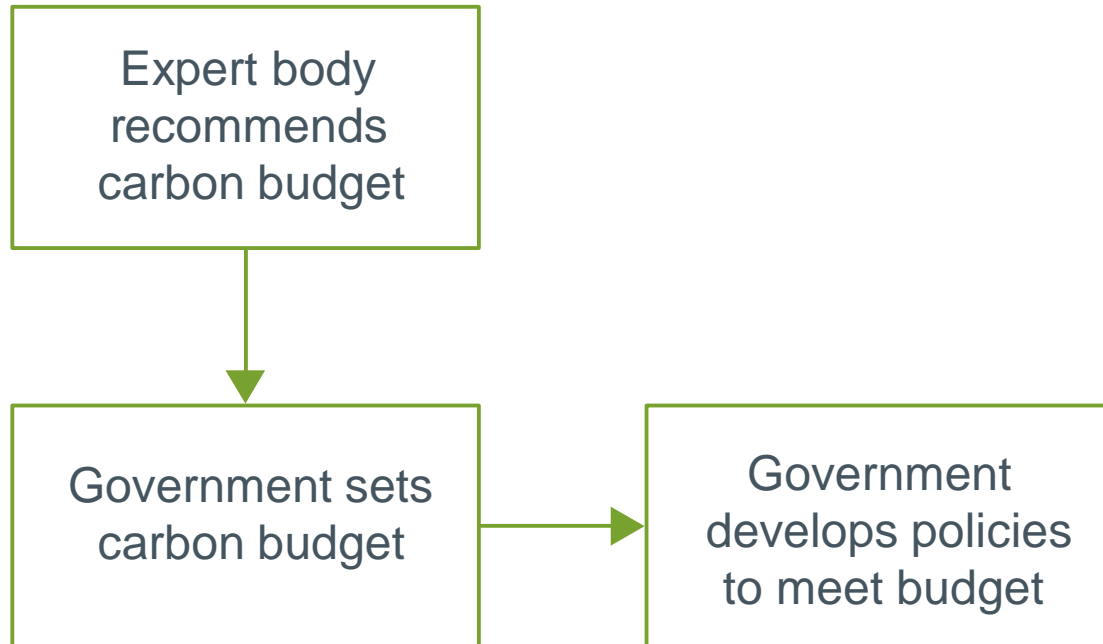 Expert body
recommends
carbon budget
Government sets
carbon budget
Government
develops policies
to meet budget